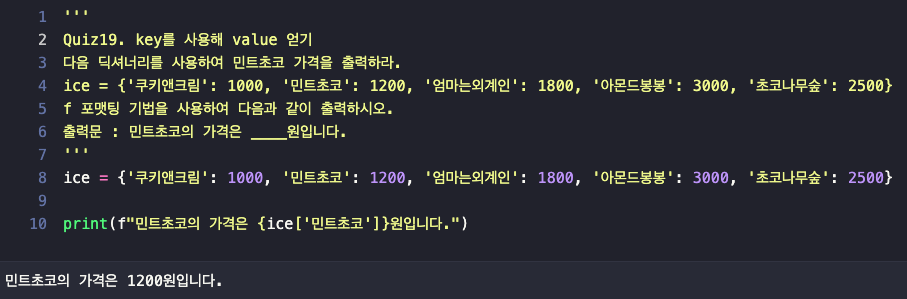 1 '''
2 Quiz19. key를 사용해 value 얻기
3 다음 딕셔너리를 사용하여 민트초코 가격을 출력하라.
4 ice = {'쿠키앤크림': 1000, '민트초코': 1200, '엄마는외계인': 1800, '아몬드봉봉': 3000, '초코나무숲': 2500}
5 f 포맷팅 기법을 사용하여 다음과 같이 출력하시오.
6 출력문 : 민트초코의 가격은 ____원입니다.
7 '''
8 ice = {'쿠키앤크림': 1000, '민트초코': 1200, '엄마는외계인': 1800, '아몬드봉봉': 3000, '초코나무숲': 2500}
9
10 print(f"민트초코의 가격은 {ice['민트초코']}원입니다.")
민트초코의 가격은 1200원입니다.